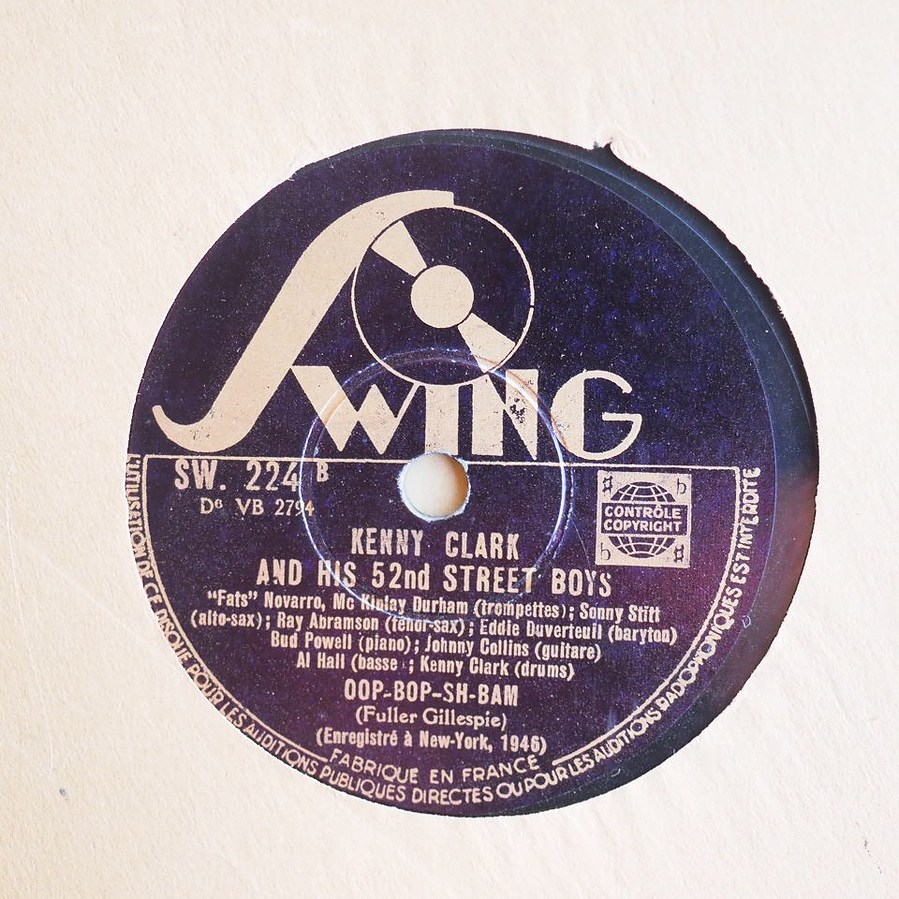 SWING
SW. 224 B
Dᵉ VB 2794
CONTRÔLE
COPYRIGHT
KENNY CLARK
AND HIS 52nd STREET BOYS
"Fats" Novarro, Mc Kinlay Durham (trompettes); Sonny Stitt
(alto-sax); Ray Abramson (tenor-sax); Eddie Duverteuil (baryton)
Bud Powell (piano); Johnny Collins (guitare)
Al Hall (basse ; Kenny Clark (drums)
OOP-BOP-SH-BAM
(Fuller Gillespie)
(Enregistré à New-York, 1946)
FABRIQUE EN FRANCE
L'UTILISATION DE CE DISQUE POUR LES AUDITIONS PUBLIQUES DIRECTES OU POUR LES AUDITIONS RADIOPHONIQUES EST INTERDITE